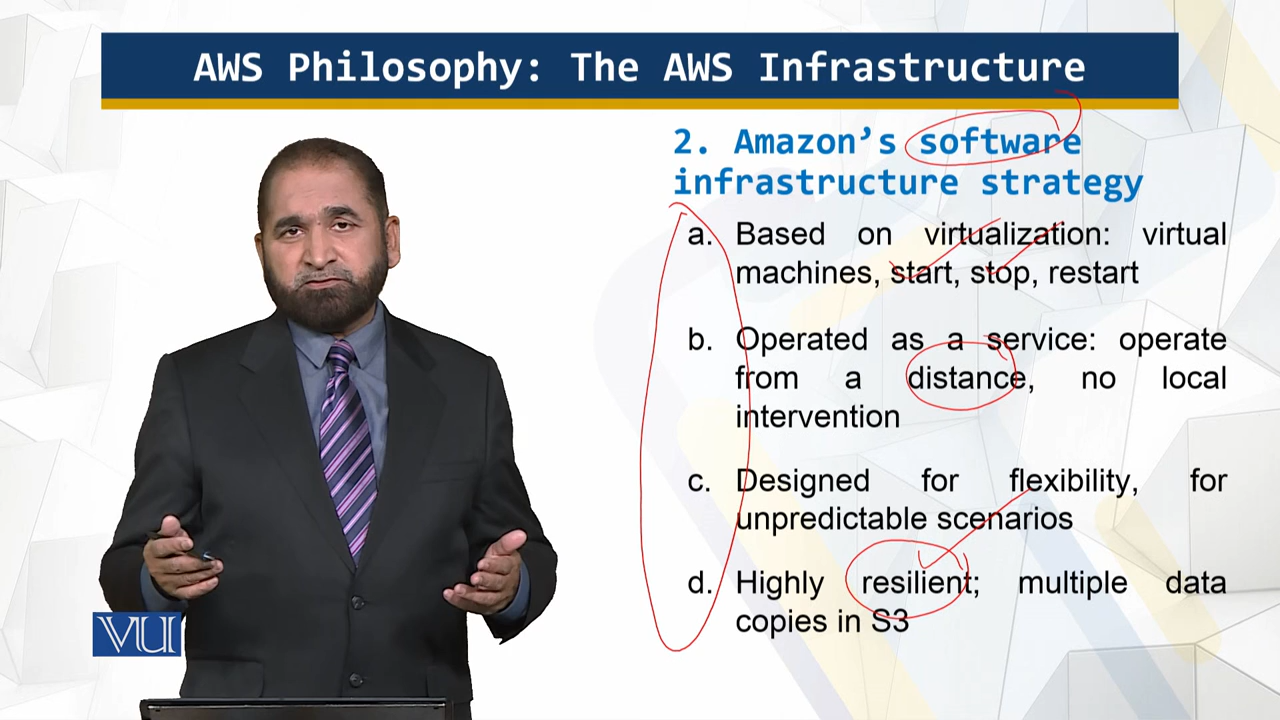 AWS Philosophy: The AWS Infrastructure
2. Amazon’s software
infrastructure strategy
a. Based on virtualization: virtual
machines, start, stop, restart
b. Operated as a service: operate
from a distance, no local
intervention
c. Designed for flexibility, for
unpredictable scenarios
d. Highly resilient; multiple data
copies in S3
VU